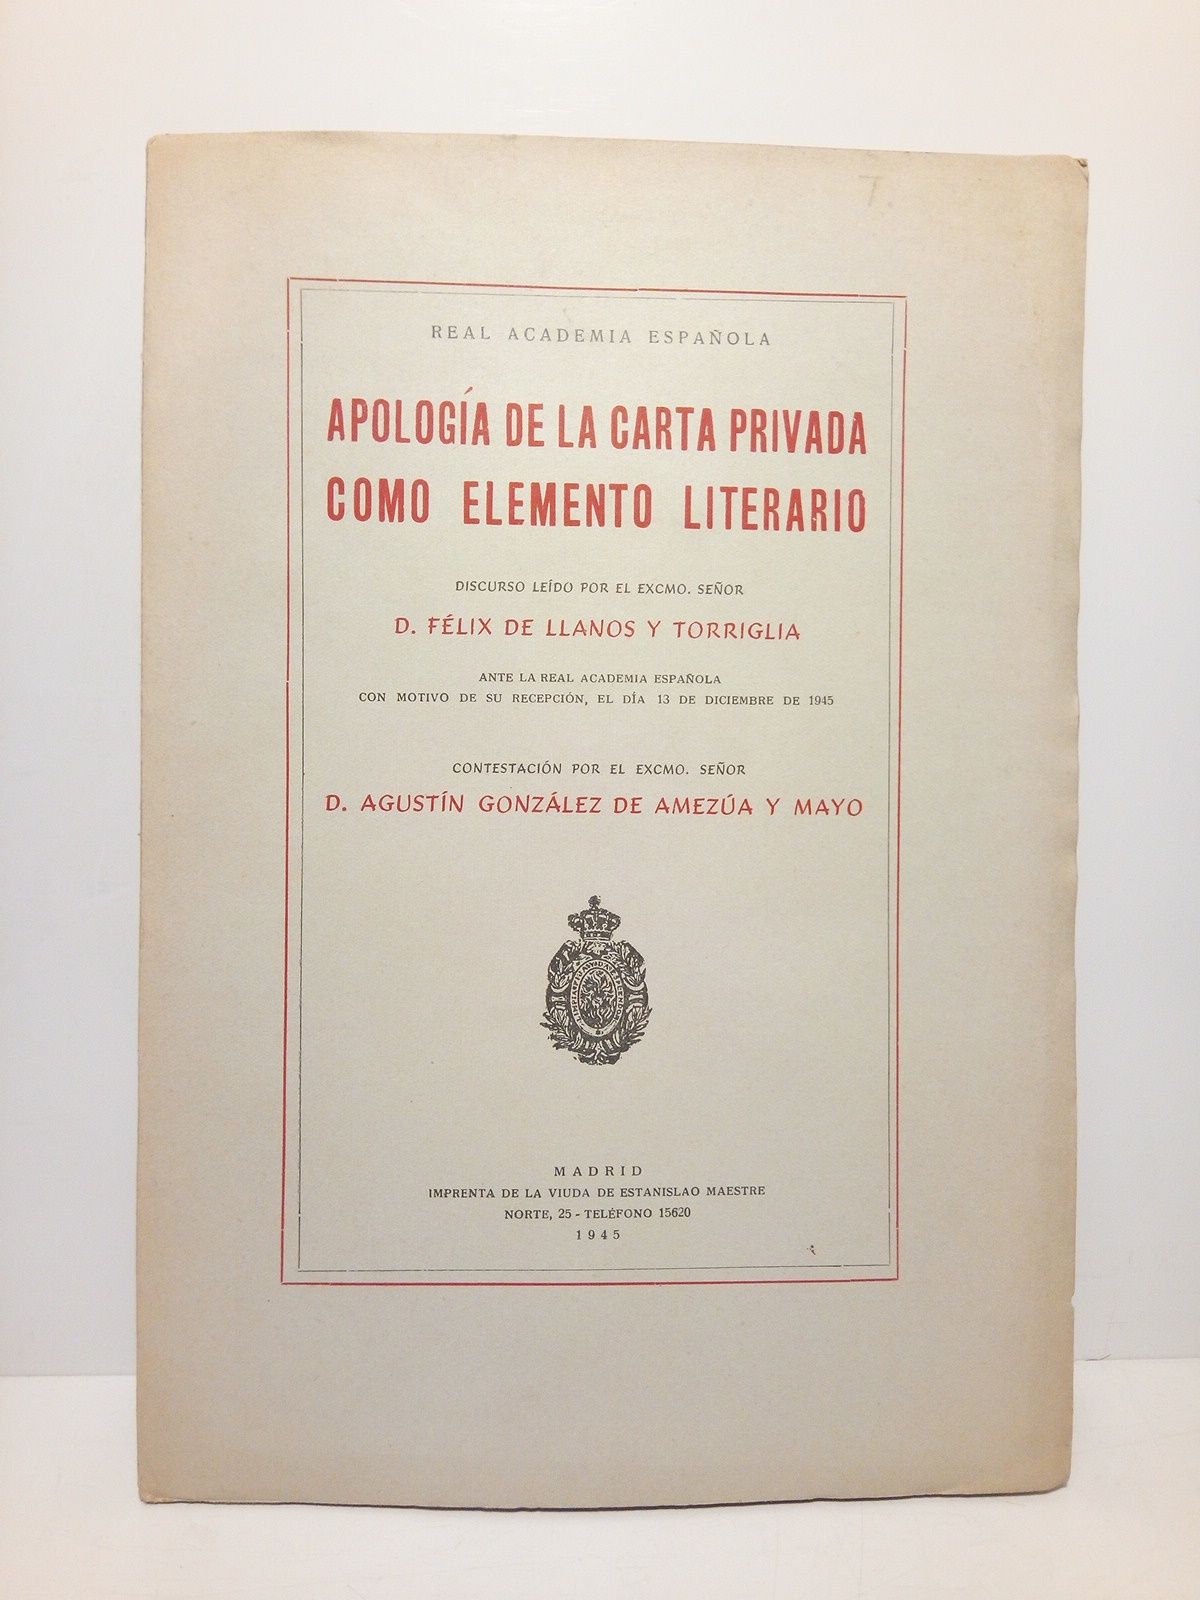 7
REAL ACADEMIA ESPAÑOLA
APOLOGÍA DE LA CARTA PRIVADA
COMO ELEMENTO LITERARIO
DISCURSO LEÍDO POR EL EXCMO. SEÑOR
D. FÉLIX DE LLANOS Y TORRIGLIA
ANTE LA REAL ACADEMIA ESPAÑOLA
CON MOTIVO DE SU RECEPCIÓN, EL DÍA 13 DE DICIEMBRE DE 1945
CONTESTACIÓN POR EL EXCMO. SEÑOR
D. AGUSTÍN GONZÁLEZ DE AMEZÚA Y MAYO
MADRID
IMPRENTA DE LA VIUDA DE ESTANISLAO MAESTRE
NORTE, 25 - TELÉFONO 15620
1945